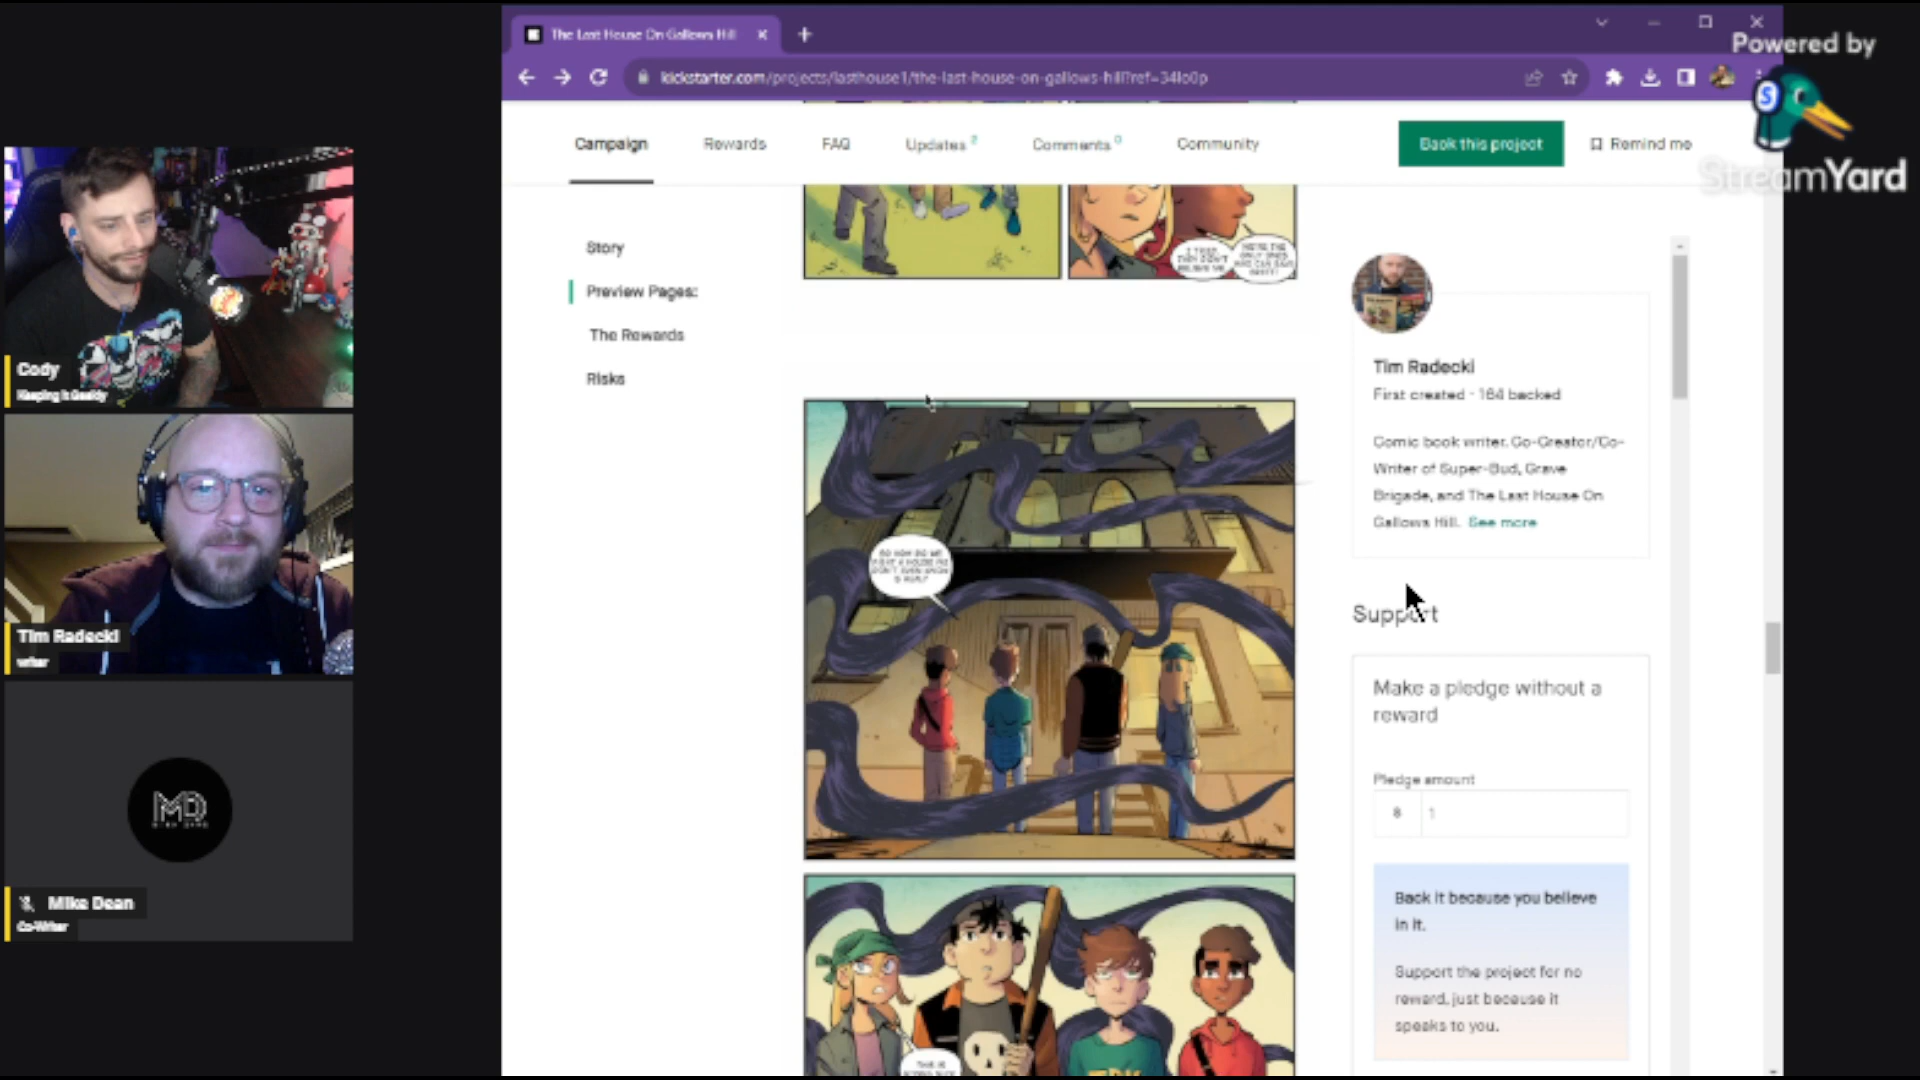 The Last House On Gallows Hill
kickstarter.com/projects/lasthouse1/the-last-house-on-gallows-hill?ref=34lo0p
Powered by
StreamYard
Campaign
Rewards
FAQ
Updates 2
Comments 0
Community
Back this project
Remind me
Story
Preview Pages:
The Rewards
Risks
Tim Radecki
First created · 164 backed
Comic book writer. Co-Creator/Co-
Writer of Super-Bud, Grave
Brigade, and The Last House On
Gallows Hill. See more
Support
Make a pledge without a
reward
Pledge amount
$
1
Back it because you believe
in it.
Support the project for no
reward, just because it
speaks to you.
Cody
Keeping it Geekly
Tim Radecki
writer
MD
Mike Dean
Co-Writer